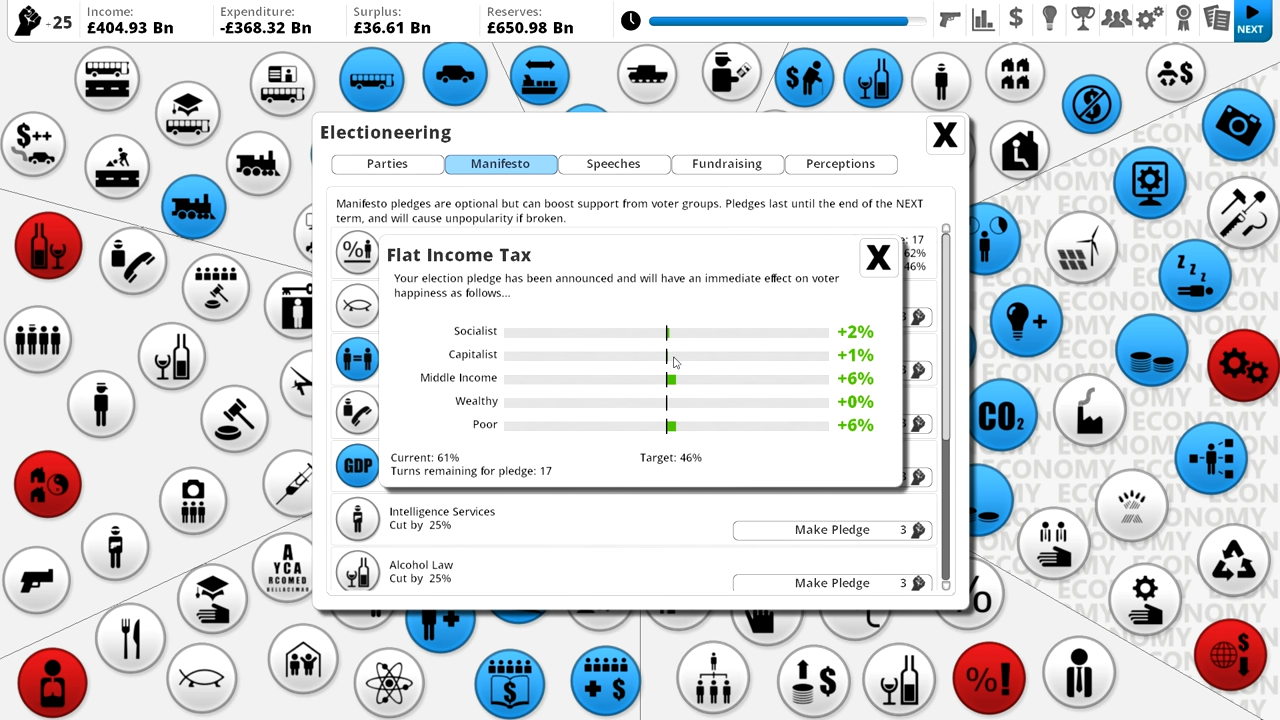 +25
Income:
£404.93 Bn
Expenditure:
-£368.32 Bn
Surplus:
£36.61 Bn
Reserves:
£650.98 Bn
$
NEXT
Electioneering
X
Parties
Manifesto
Speeches
Fundraising
Perceptions
Manifesto pledges are optional but can boost support from voter groups. Pledges last until the end of the NEXT
term, and will cause unpopularity if broken.
: 17
62%
46%
Flat Income Tax
X
Your election pledge has been announced and will have an immediate effect on voter
happiness as follows...
Socialist
+2%
Capitalist
+1%
Middle Income
+6%
Wealthy
+0%
Poor
+6%
Current: 61%
Target: 46%
Turns remaining for pledge: 17
GDP
Intelligence Services
Cut by 25%
Make Pledge 3
Alcohol Law
Cut by 25%
Make Pledge 3
$++
$
$
CO2
A
YCA
RCOMED
$
$
$
%!
$
%
ECONOMY